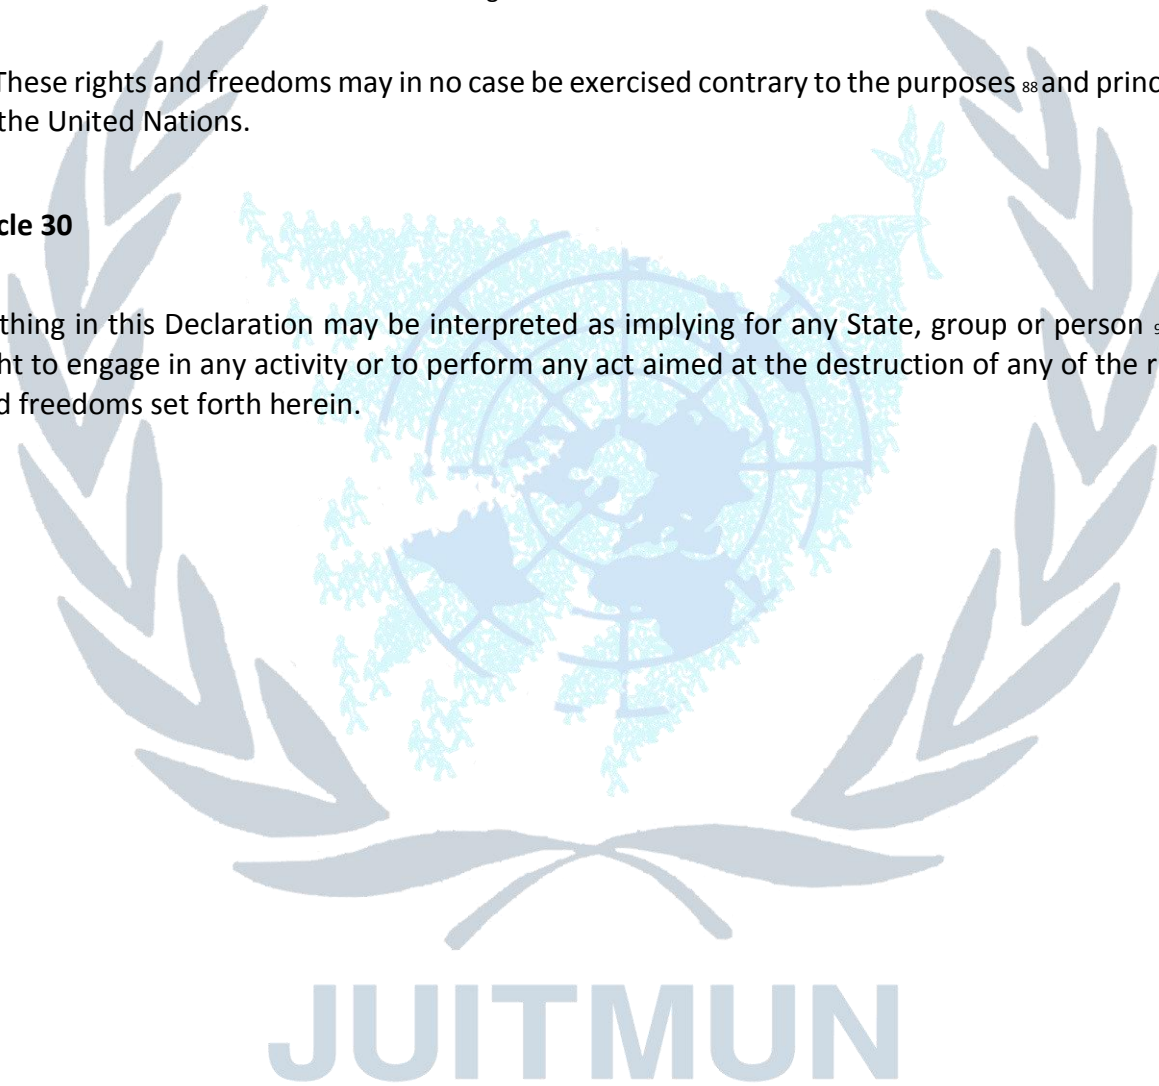 These rights and freedoms may in no case be exercised contrary to the purposes 88 and princ
the United Nations.
cle 30
thing in this Declaration may be interpreted as implying for any State, group or person 9
ht to engage in any activity or to perform any act aimed at the destruction of any of the r
d freedoms set forth herein.
JUITMUN